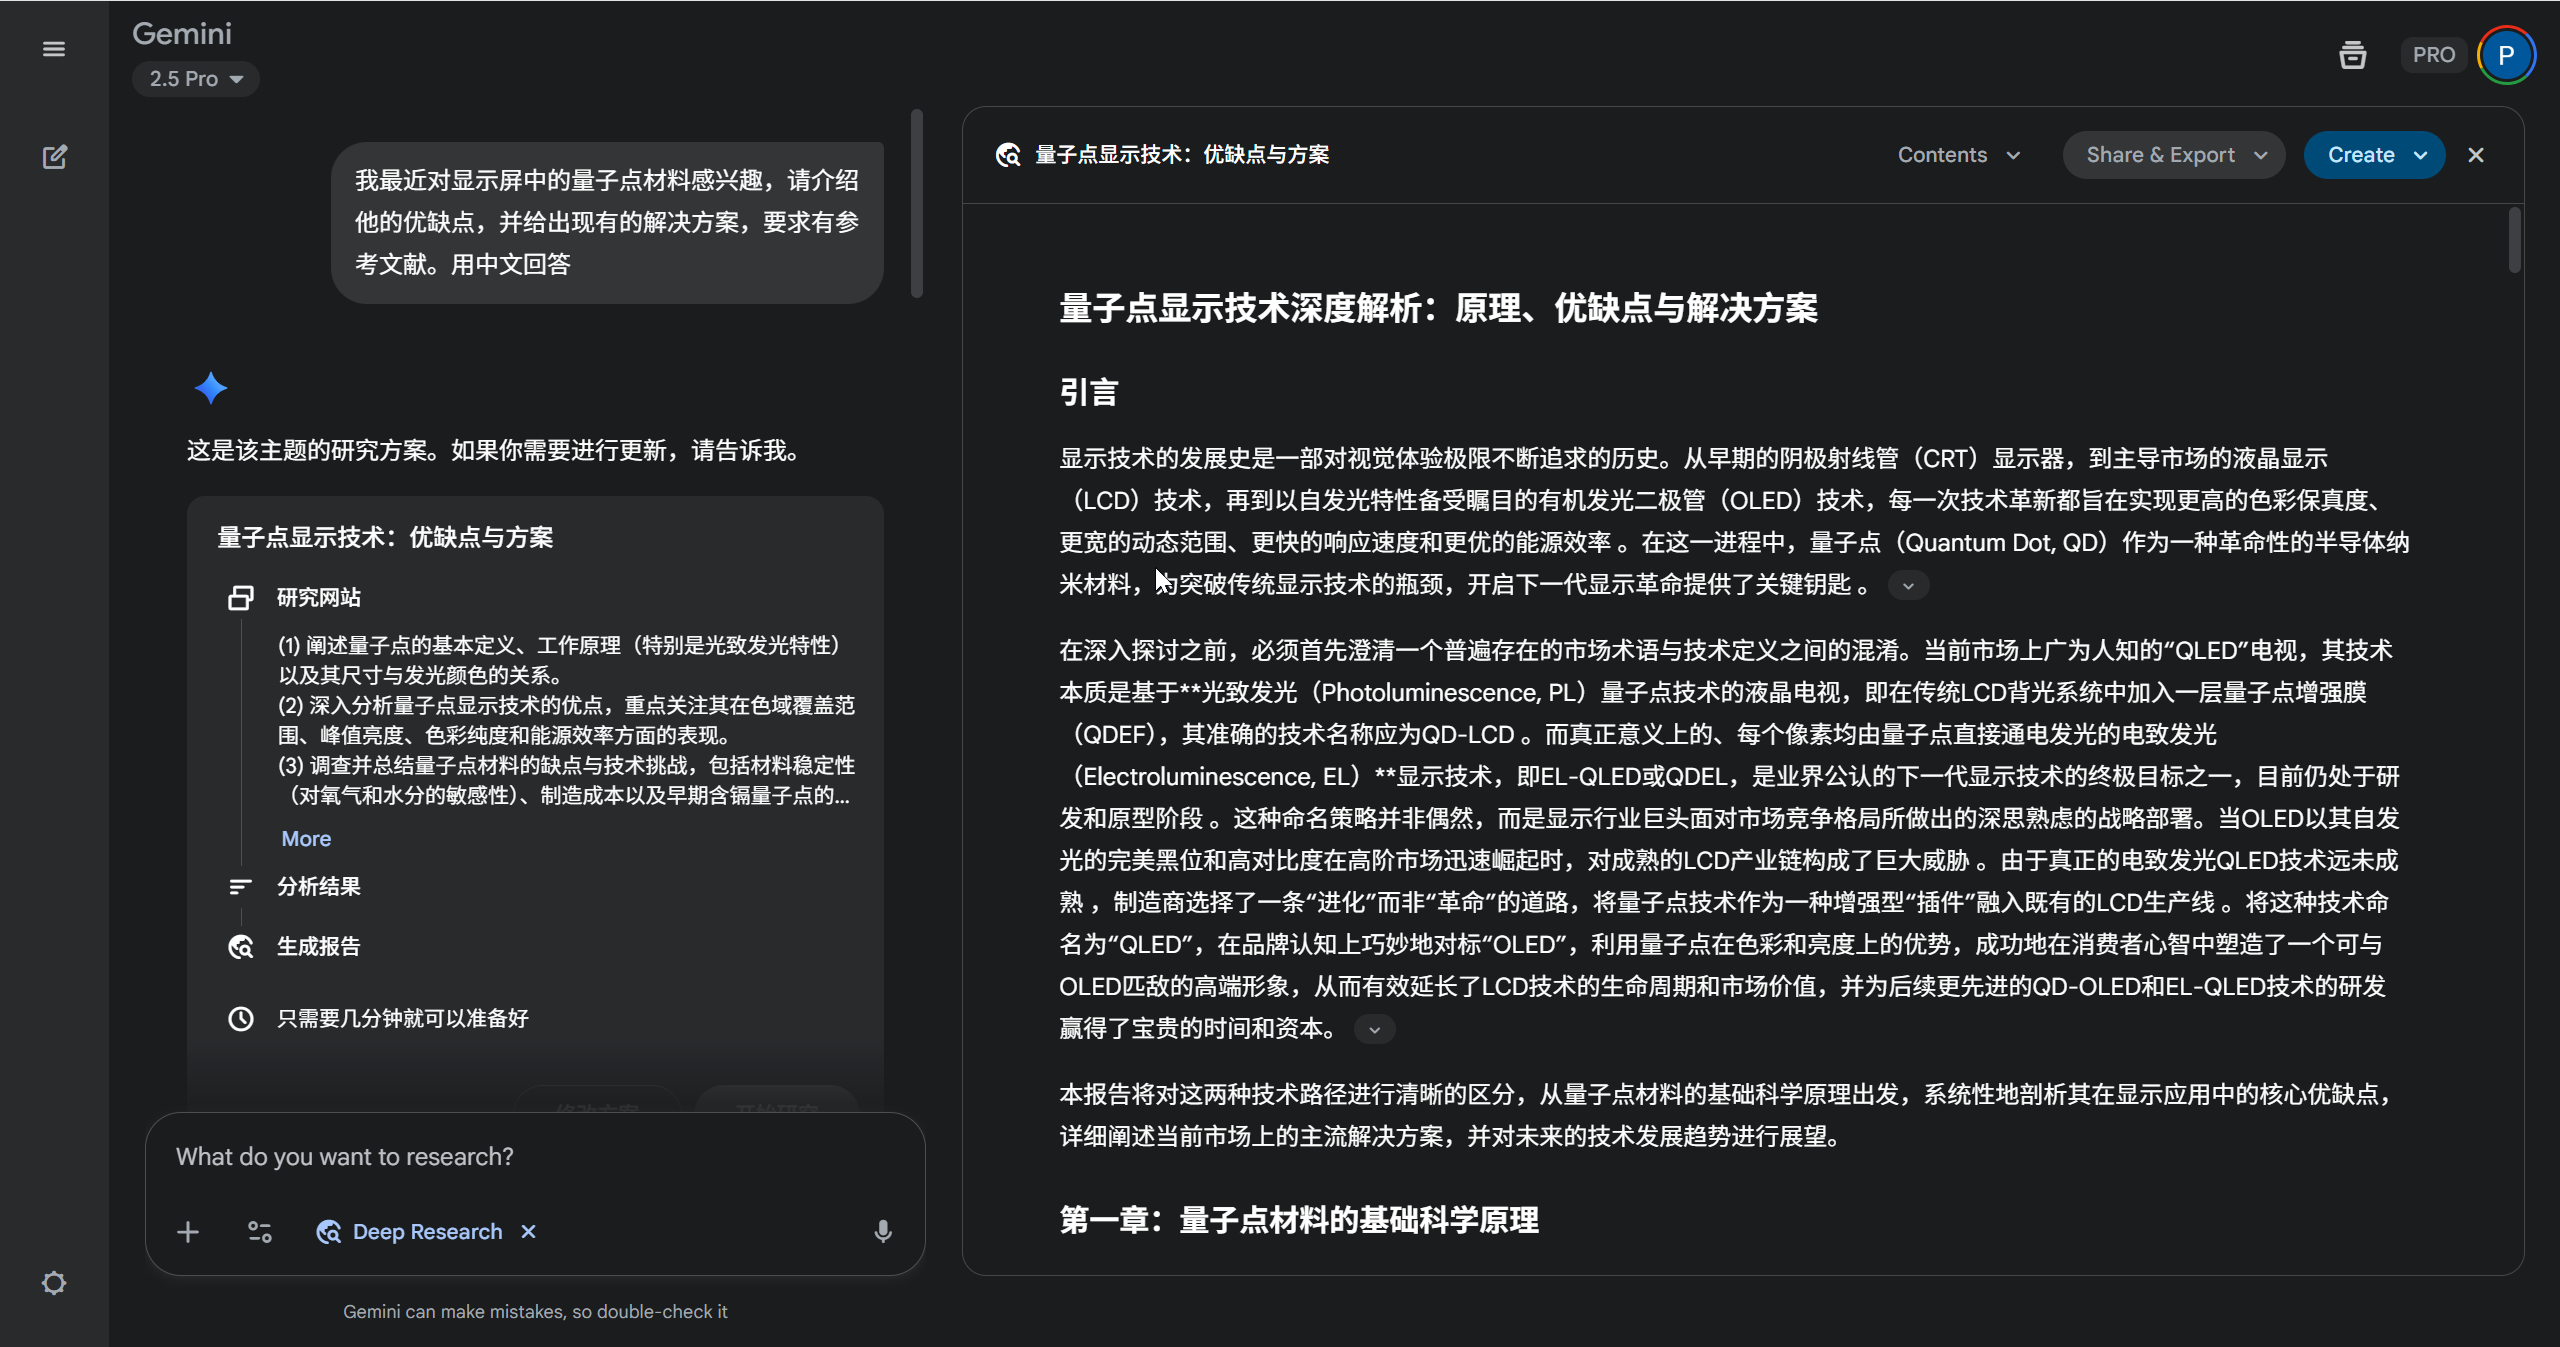 Gemini
2.5 Pro
PRO
P
我最近对显示屏中的量子点材料感兴趣，请介绍
他的优缺点，并给出现有的解决方案，要求有参
考文献。用中文回答
这是该主题的研究方案。如果你需要进行更新，请告诉我。
量子点显示技术：优缺点与方案
研究网站
(1) 阐述量子点的基本定义、工作原理（特别是光致发光特性）
以及其尺寸与发光颜色的关系。
(2) 深入分析量子点显示技术的优点，重点关注其在色域覆盖范
围、峰值亮度、色彩纯度和能源效率方面的表现。
(3) 调查并总结量子点材料的缺点与技术挑战，包括材料稳定性
（对氧气和水分的敏感性）、制造成本以及早期含镉量子点的...
More
分析结果
生成报告
只需要几分钟就可以准备好
修改方案
开始研究
What do you want to research?
Deep Research
Gemini can make mistakes, so double-check it
量子点显示技术：优缺点与方案
Contents
Share & Export
Create
量子点显示技术深度解析：原理、优缺点与解决方案
引言
显示技术的发展史是一部对视觉体验极限不断追求的历史。从早期的阴极射线管（CRT）显示器，到主导市场的液晶显示
（LCD）技术，再到以自发光特性备受瞩目的有机发光二极管（OLED）技术，每一次技术革新都旨在实现更高的色彩保真度、
更宽的动态范围、更快的响应速度和更优的能源效率 。在这一进程中，量子点（Quantum Dot, QD）作为一种革命性的半导体纳
米材料，为突破传统显示技术的瓶颈，开启下一代显示革命提供了关键钥匙 。
在深入探讨之前，必须首先澄清一个普遍存在的市场术语与技术定义之间的混淆。当前市场上广为人知的“QLED”电视，其技术
本质是基于**光致发光（Photoluminescence, PL）量子点技术的液晶电视，即在传统LCD背光系统中加入一层量子点增强膜
（QDEF），其准确的技术名称应为QD-LCD 。而真正意义上的、每个像素均由量子点直接通电发光的电致发光
（Electroluminescence, EL）**显示技术，即EL-QLED或QDEL，是业界公认的下一代显示技术的终极目标之一，目前仍处于研
发和原型阶段 。这种命名策略并非偶然，而是显示行业巨头面对市场竞争格局所做出的深思熟虑的战略部署。当OLED以其自发
光的完美黑位和高对比度在高阶市场迅速崛起时，对成熟的LCD产业链构成了巨大威胁 。由于真正的电致发光QLED技术远未成
熟 ，制造商选择了一条“进化”而非“革命”的道路，将量子点技术作为一种增强型“插件”融入既有的LCD生产线 。将这种技术命
名为“QLED”，在品牌认知上巧妙地对标“OLED”，利用量子点在色彩和亮度上的优势，成功地在消费者心智中塑造了一个可与
OLED匹敌的高端形象，从而有效延长了LCD技术的生命周期和市场价值，并为后续更先进的QD-OLED和EL-QLED技术的研发
赢得了宝贵的时间和资本。
本报告将对这两种技术路径进行清晰的区分，从量子点材料的基础科学原理出发，系统性地剖析其在显示应用中的核心优缺点，
详细阐述当前市场上的主流解决方案，并对未来的技术发展趋势进行展望。
第一章：量子点材料的基础科学原理